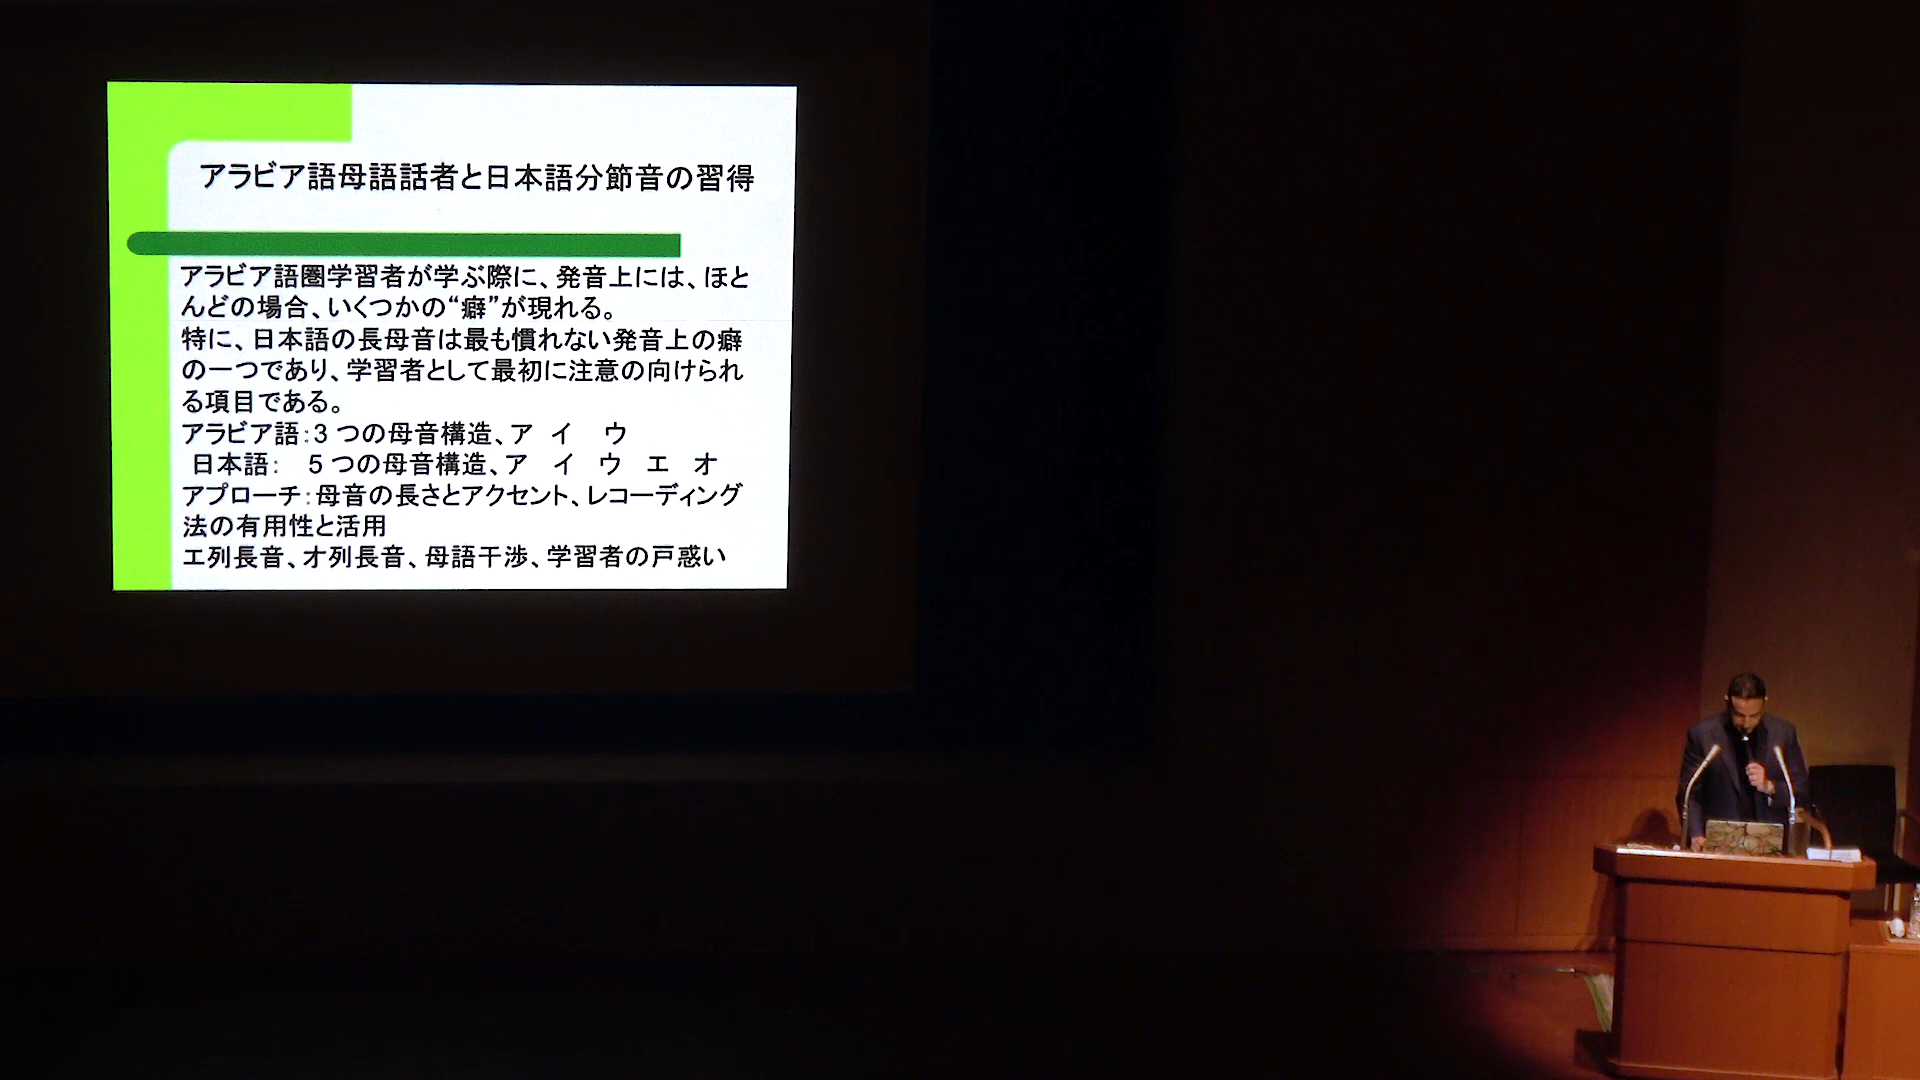 アラビア語母語話者と日本語分節音の習得
アラビア語圏学習者が学ぶ際に、発音上には、ほと
んどの場合、いくつかの“癖”が現れる。
特に、日本語の長母音は最も慣れない発音上の癖
の一つであり、学習者として最初に注意の向けられ
る項目である。
アラビア語：3 つの母音構造、ア イ ウ
日本語： 5 つの母音構造、ア イ ウ エ オ
アプローチ：母音の長さとアクセント、レコーディング
法の有用性と活用
エ列長音、オ列長音、母語干渉、学習者の戸惑い